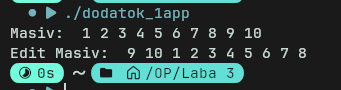 ./dodatok_1app
Masiv:  1 2 3 4 5 6 7 8 9 10
Edit Masiv:  9 10 1 2 3 4 5 6 7 8
0s ~ /OP/Laba 3